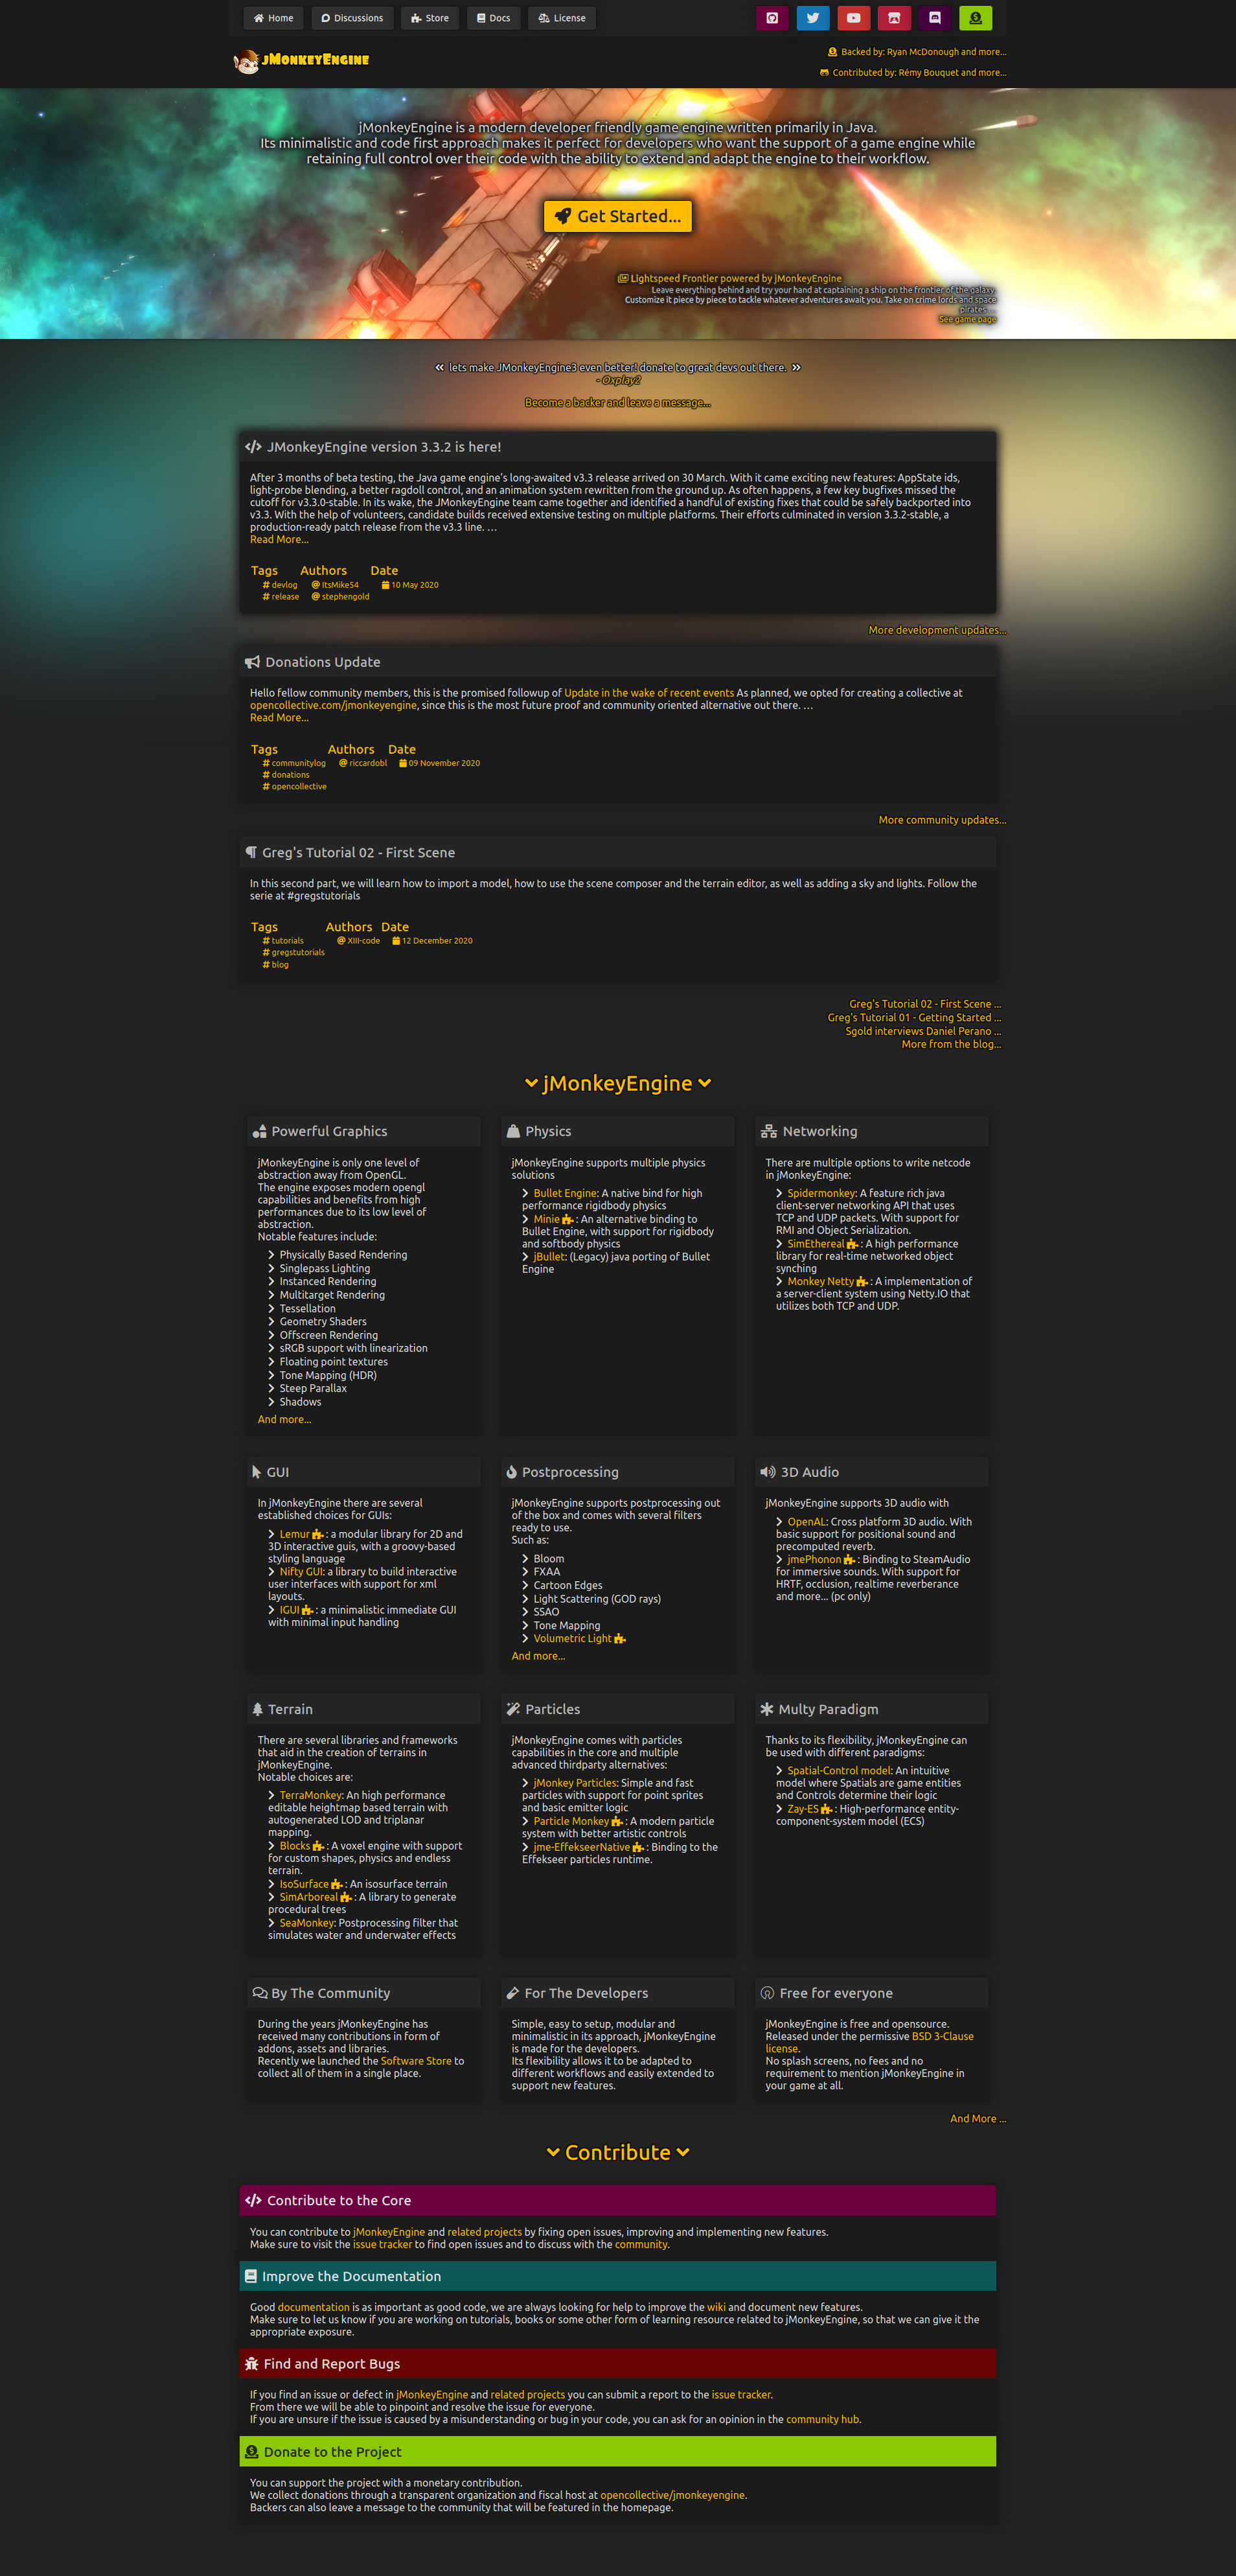 Home
Discussions
Store
Docs
License
jMonkeyEngine
Backed by: Ryan McDonough and more...
Contributed by: Rémy Bouquet and more...
jMonkeyEngine is a modern developer friendly game engine written primarily in Java.
Its minimalistic and code first approach makes it perfect for developers who want the support of a game engine while
retaining full control over their code with the ability to extend and adapt the engine to their workflow.
Get Started...
Lightspeed Frontier powered by jMonkeyEngine
Leave everything behind and try your hand at captaining a ship on the frontier of the galaxy.
Customize it piece by piece to tackle whatever adventures await you. Take on crime lords and space
pirates ...
See game page
lets make JMonkeyEngine3 even better! donate to great devs out there.
- Oxplay2
Become a backer and leave a message...
JMonkeyEngine version 3.3.2 is here!
After 3 months of beta testing, the Java game engine's long-awaited v3.3 release arrived on 30 March. With it came exciting new features: AppState ids,
light-probe blending, a better ragdoll control, and an animation system rewritten from the ground up. As often happens, a few key bugfixes missed the
cutoff for v3.3.0-stable. In its wake, the JMonkeyEngine team came together and identified a handful of existing fixes that could be safely backported into
v3.3. With the help of volunteers, candidate builds received extensive testing on multiple platforms. Their efforts culminated in version 3.3.2-stable, a
production-ready patch release from the v3.3 line. …
Read More...
Tags Authors Date
# devlog @ ItsMike54 10 May 2020
# release @ stephengold
More development updates...
Donations Update
Hello fellow community members, this is the promised followup of Update in the wake of recent events As planned, we opted for creating a collective at
opencollective.com/jmonkeyengine, since this is the most future proof and community oriented alternative out there. …
Read More...
Tags Authors Date
# communitylog @ riccardobl 09 November 2020
# donations
# opencollective
More community updates...
Greg's Tutorial 02 - First Scene
In this second part, we will learn how to import a model, how to use the scene composer and the terrain editor, as well as adding a sky and lights. Follow the
serie at #gregstutorials
Tags Authors Date
# tutorials @ XIII-code 12 December 2020
# gregstutorials
# blog
Greg's Tutorial 02 - First Scene ...
Greg's Tutorial 01 - Getting Started ...
Sgold interviews Daniel Perano ...
More from the blog...
jMonkeyEngine
Powerful Graphics
jMonkeyEngine is only one level of
abstraction away from OpenGL.
The engine exposes modern opengl
capabilities and benefits from high
performances due to its low level of
abstraction.
Notable features include:
Physically Based Rendering
Singlepass Lighting
Instanced Rendering
Multitarget Rendering
Tessellation
Geometry Shaders
Offscreen Rendering
sRGB support with linearization
Floating point textures
Tone Mapping (HDR)
Steep Parallax
Shadows
And more...
Physics
jMonkeyEngine supports multiple physics
solutions
Bullet Engine: A native bind for high
performance rigidbody physics
Minie : An alternative binding to
Bullet Engine, with support for rigidbody
and softbody physics
jBullet: (Legacy) java porting of Bullet
Engine
Networking
There are multiple options to write netcode
in jMonkeyEngine:
Spidermonkey: A feature rich java
client-server networking API that uses
TCP and UDP packets. With support for
RMI and Object Serialization.
SimEthereal : A high performance
library for real-time networked object
synching
Monkey Netty : A implementation of
a server-client system using Netty.IO that
utilizes both TCP and UDP.
GUI
In jMonkeyEngine there are several
established choices for GUIs:
Lemur : a modular library for 2D and
3D interactive guis, with a groovy-based
styling language
Nifty GUI: a library to build interactive
user interfaces with support for xml
layouts.
IGUI : a minimalistic immediate GUI
with minimal input handling
Postprocessing
jMonkeyEngine supports postprocessing out
of the box and comes with several filters
ready to use.
Such as:
Bloom
FXAA
Cartoon Edges
Light Scattering (GOD rays)
SSAO
Tone Mapping
Volumetric Light
And more...
3D Audio
jMonkeyEngine supports 3D audio with
OpenAL: Cross platform 3D audio. With
basic support for positional sound and
precomputed reverb.
jmePhonon : Binding to SteamAudio
for immersive sounds. With support for
HRTF, occlusion, realtime reverberance
and more... (pc only)
Terrain
There are several libraries and frameworks
that aid in the creation of terrains in
jMonkeyEngine.
Notable choices are:
TerraMonkey: An high performance
editable heightmap based terrain with
autogenerated LOD and triplanar
mapping.
Blocks : A voxel engine with support
for custom shapes, physics and endless
terrain.
IsoSurface : An isosurface terrain
SimArboreal : A library to generate
procedural trees
SeaMonkey: Postprocessing filter that
simulates water and underwater effects
Particles
jMonkeyEngine comes with particles
capabilities in the core and multiple
advanced thirdparty alternatives:
jMonkey Particles: Simple and fast
particles with support for point sprites
and basic emitter logic
Particle Monkey : A modern particle
system with better artistic controls
jme-EffekseerNative : Binding to the
Effekseer particles runtime.
Multy Paradigm
Thanks to its flexibility, jMonkeyEngine can
be used with different paradigms:
Spatial-Control model: An intuitive
model where Spatials are game entities
and Controls determine their logic
Zay-ES : High-performance entity-
component-system model (ECS)
By The Community
During the years jMonkeyEngine has
received many contributions in form of
addons, assets and libraries.
Recently we launched the Software Store to
collect all of them in a single place.
For The Developers
Simple, easy to setup, modular and
minimalistic in its approach, jMonkeyEngine
is made for the developers.
Its flexibility allows it to be adapted to
different workflows and easily extended to
support new features.
Free for everyone
jMonkeyEngine is free and opensource.
Released under the permissive BSD 3-Clause
license.
No splash screens, no fees and no
requirement to mention jMonkeyEngine in
your game at all.
And More ...
Contribute
Contribute to the Core
You can contribute to jMonkeyEngine and related projects by fixing open issues, improving and implementing new features.
Make sure to visit the issue tracker to find open issues and to discuss with the community.
Improve the Documentation
Good documentation is as important as good code, we are always looking for help to improve the wiki and document new features.
Make sure to let us know if you are working on tutorials, books or some other form of learning resource related to jMonkeyEngine, so that we can give it the
appropriate exposure.
Find and Report Bugs
If you find an issue or defect in jMonkeyEngine and related projects you can submit a report to the issue tracker.
From there we will be able to pinpoint and resolve the issue for everyone.
If you are unsure if the issue is caused by a misunderstanding or bug in your code, you can ask for an opinion in the community hub.
Donate to the Project
You can support the project with a monetary contribution.
We collect donations through a transparent organization and fiscal host at opencollective/jmonkeyengine.
Backers can also leave a message to the community that will be featured in the homepage.